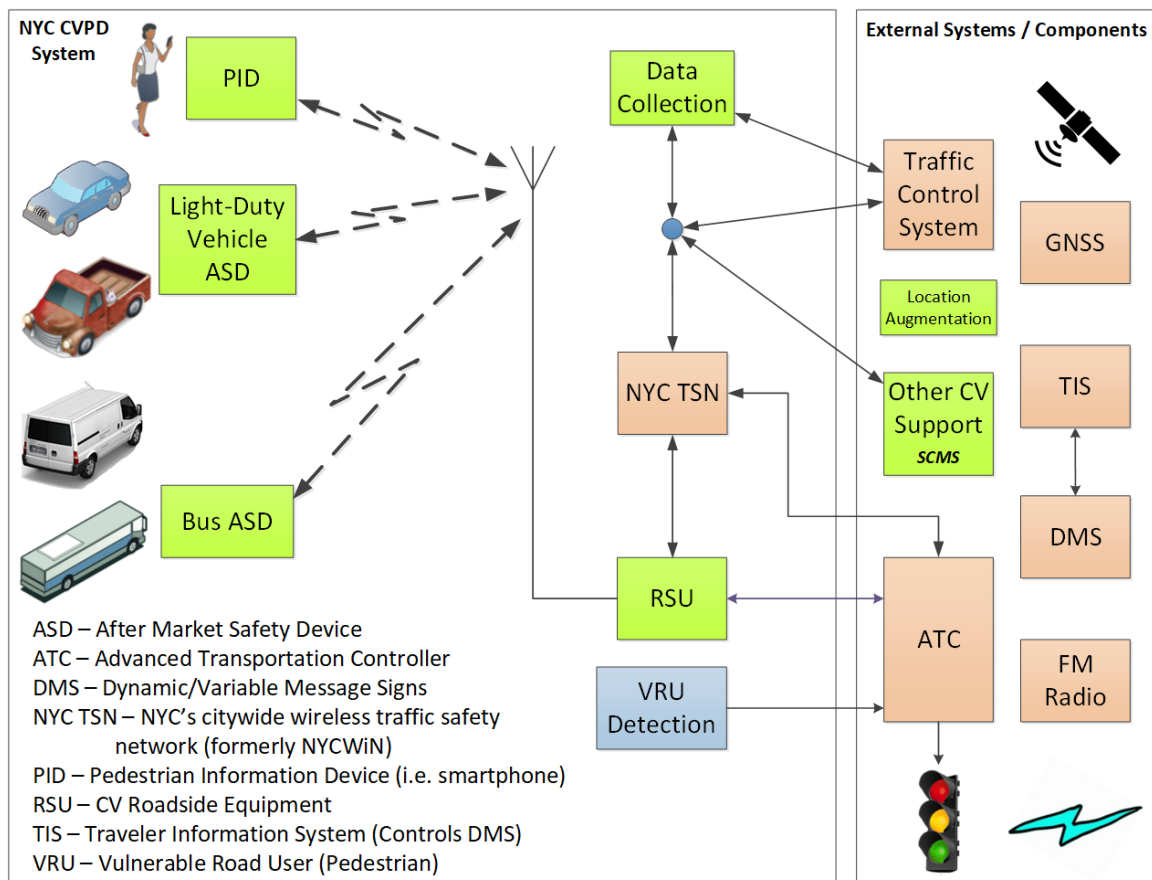 NYC CVPD
System
PID
Light-Duty
Vehicle
ASD
Bus ASD
Data
Collection
NYC TSN
RSU
VRU
Detection
External Systems / Components
Traffic
Control
System
GNSS
Location
Augmentation
Other CV
Support
SCMS
TIS
DMS
ATC
FM
Radio
ASD – After Market Safety Device
ATC – Advanced Transportation Controller
DMS – Dynamic/Variable Message Signs
NYC TSN – NYC's citywide wireless traffic safety
network (formerly NYCWiN)
PID – Pedestrian Information Device (i.e. smartphone)
RSU – CV Roadside Equipment
TIS – Traveler Information System (Controls DMS)
VRU – Vulnerable Road User (Pedestrian)